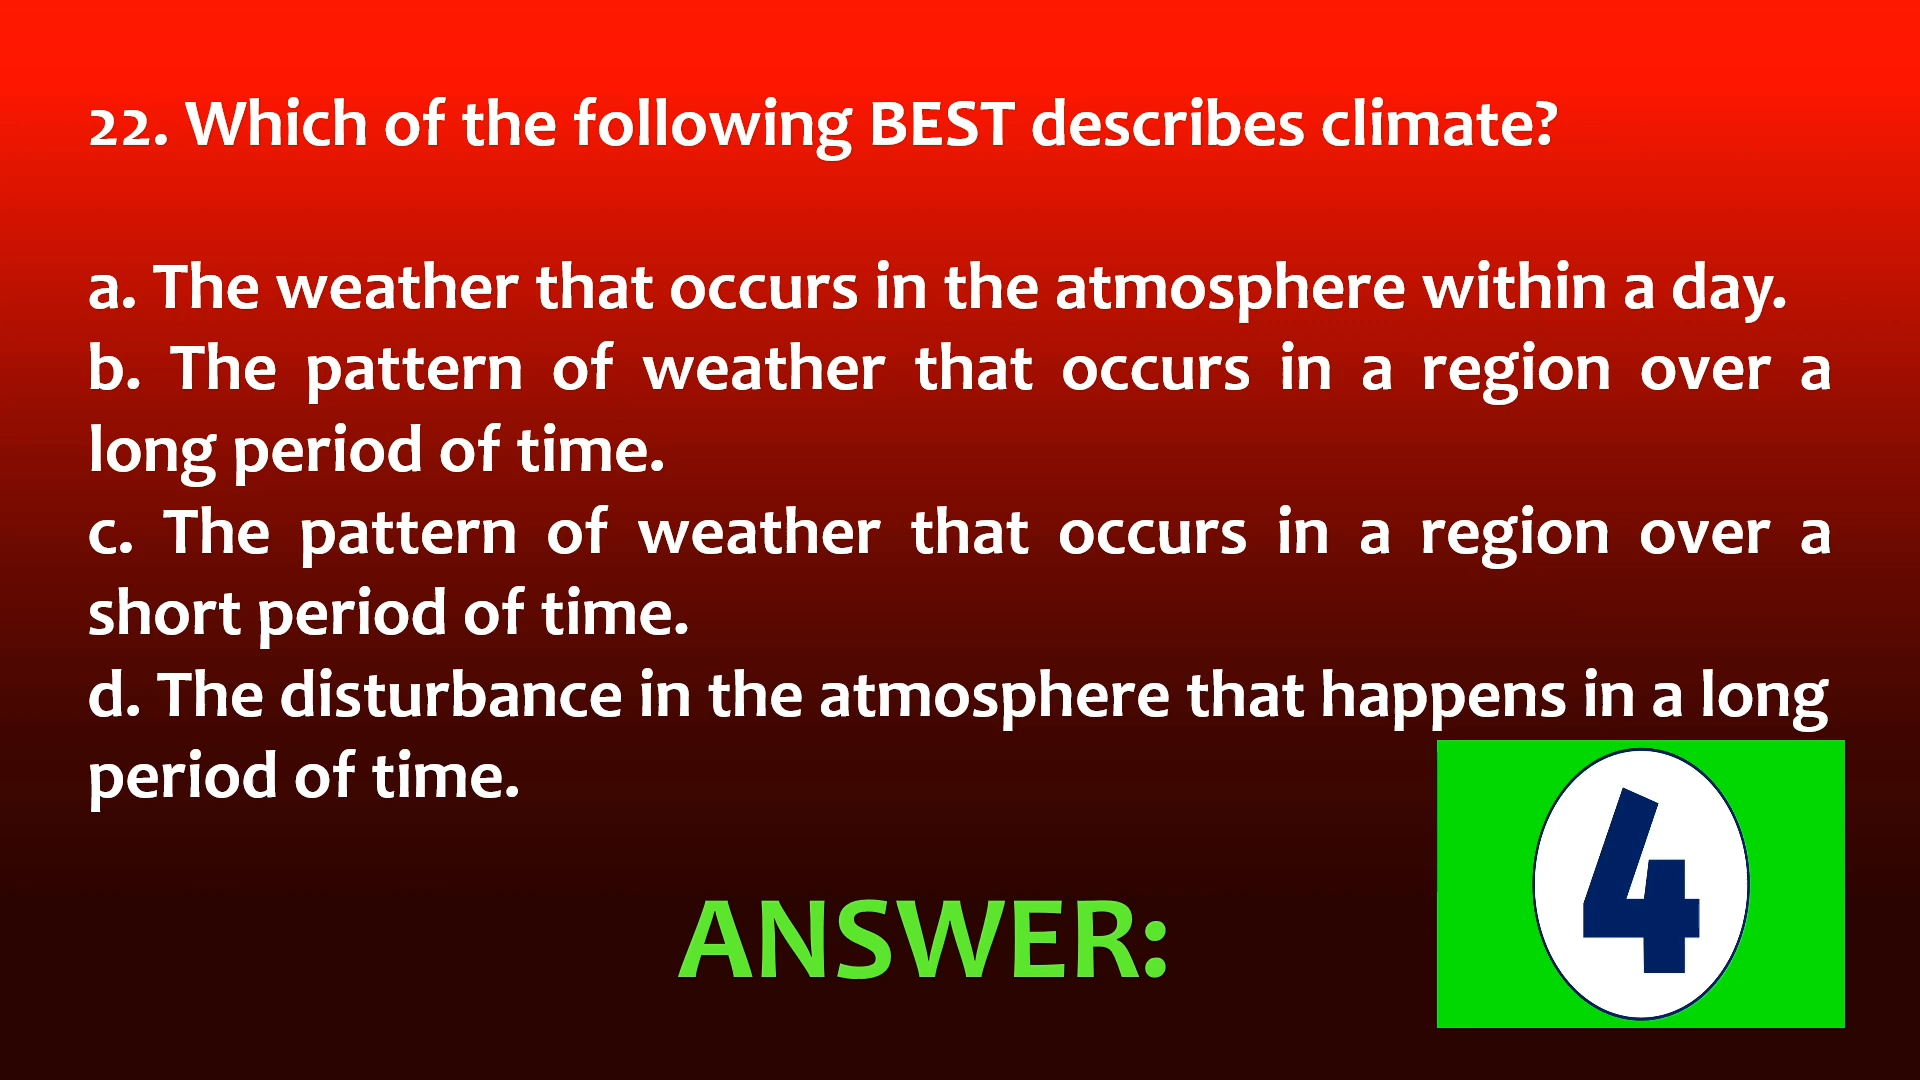 22. Which of the following BEST describes climate?
a. The weather that occurs in the atmosphere within a day.
b. The pattern of weather that occurs in a region over a
long period of time.
c. The pattern of weather that occurs in a region over a
short period of time.
d. The disturbance in the atmosphere that happens in a long
period of time.
4
ANSWER: